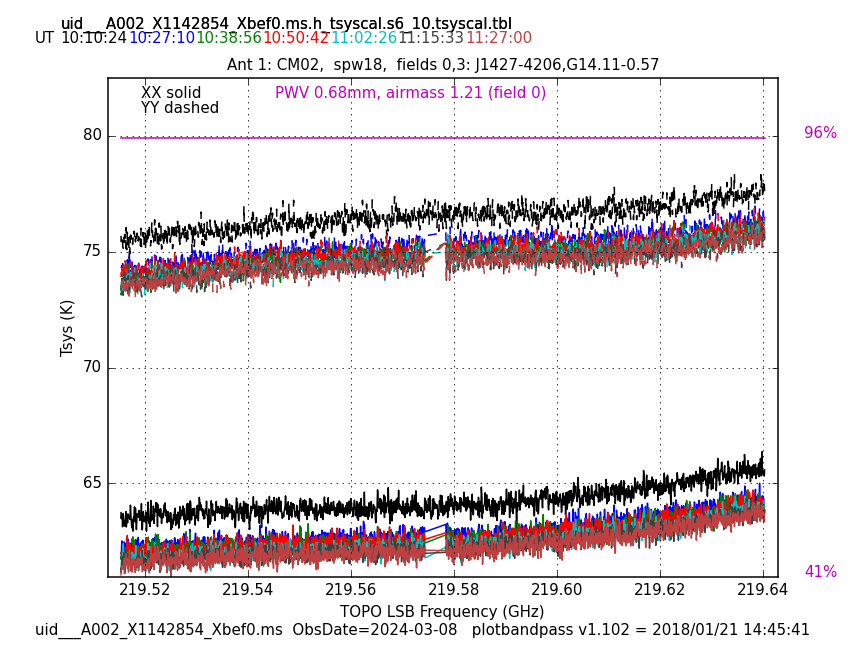 uid___A002_X1142854_Xbef0.ms.h_tsyscal.s6_10.tsyscal.tbl
UT 10:10:24 10:27:10 10:38:56 10:50:42 11:02:26 11:15:33 11:27:00
Ant 1: CM02,  spw18,  fields 0,3: J1427-4206,G14.11-0.57
XX solid
PWV 0.68mm, airmass 1.21 (field 0)
YY dashed
96%
80
75
70
65
41%
Tsys (K)
219.52 219.54 219.56 219.58 219.60 219.62 219.64
TOPO LSB Frequency (GHz)
uid___A002_X1142854_Xbef0.ms  ObsDate=2024-03-08   plotbandpass v1.102 = 2018/01/21 14:45:41